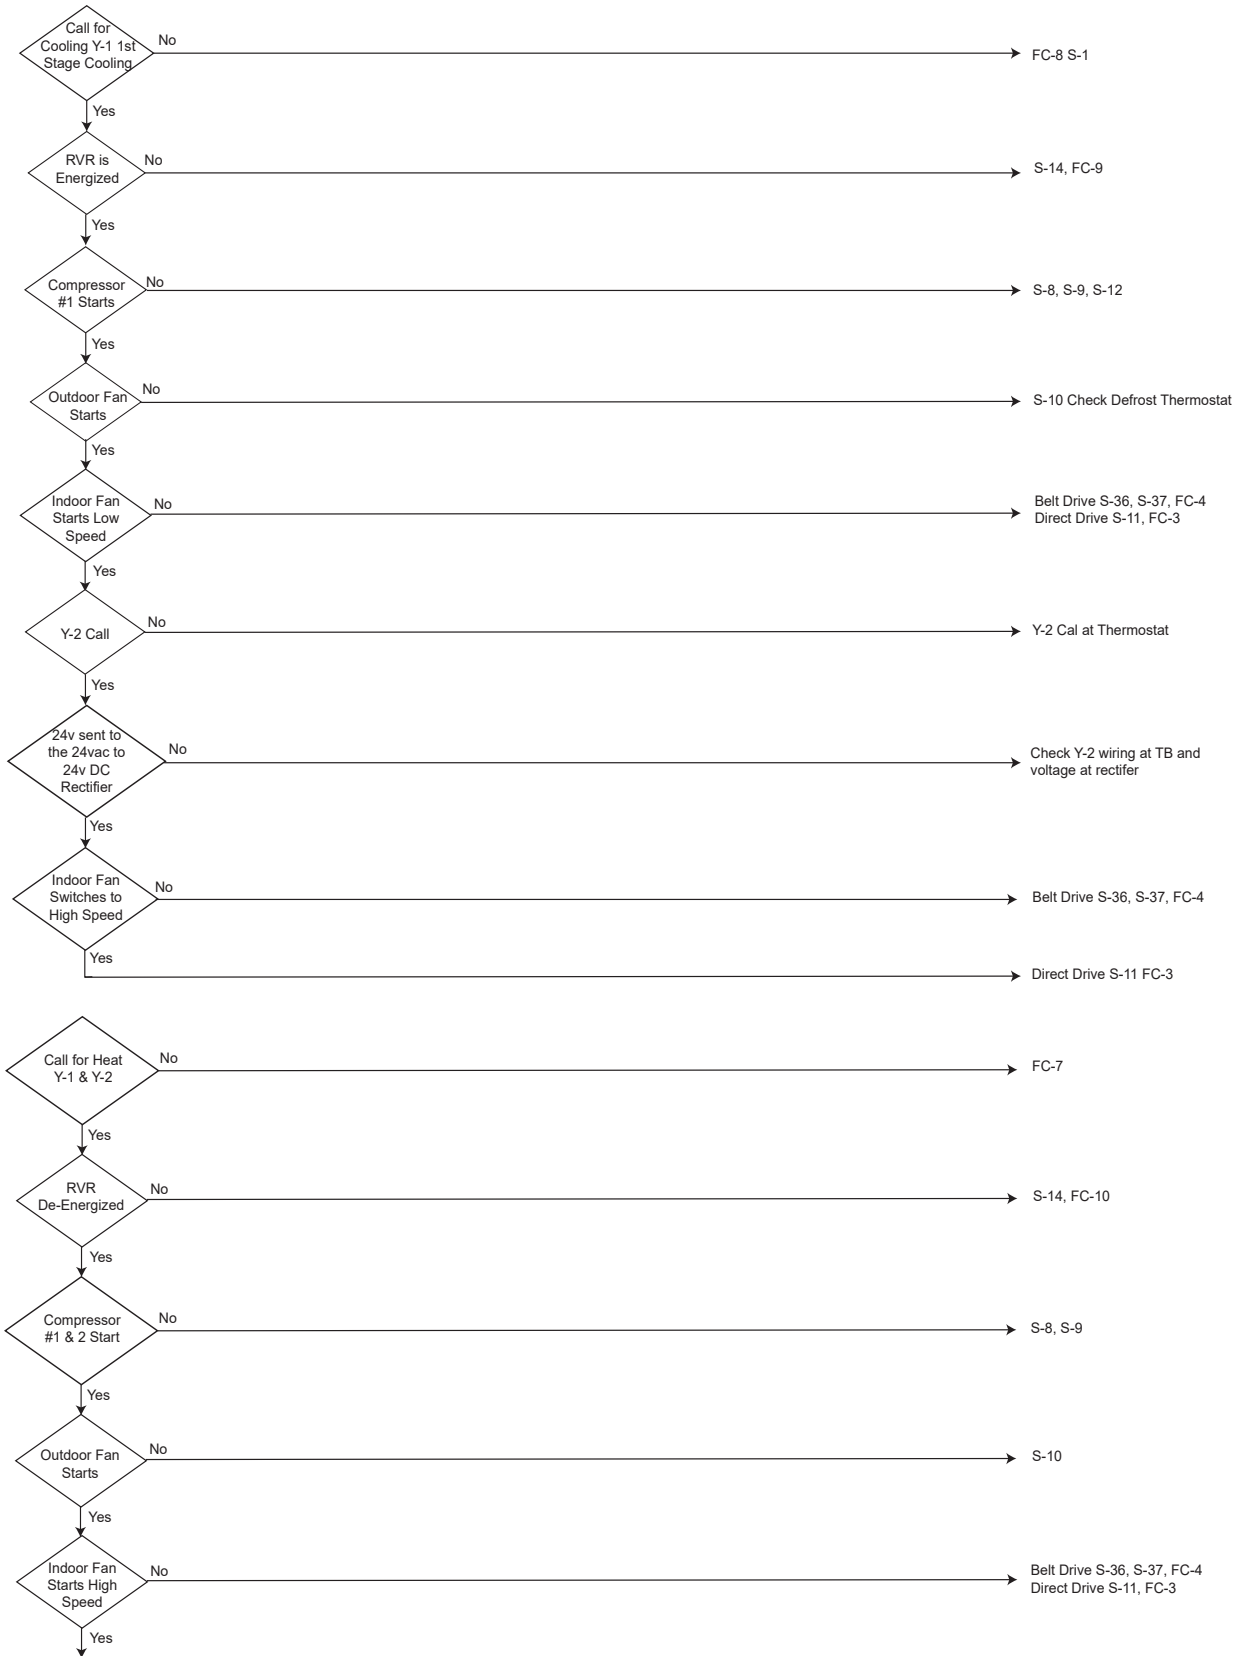 Call for
Cooling Y-1 1st
Stage Cooling
No
FC-8 S-1
Yes
RVR is
Energized
No
S-14, FC-9
Yes
Compressor
#1 Starts
No
S-8, S-9, S-12
Yes
Outdoor Fan
Starts
No
S-10 Check Defrost Thermostat
Yes
Indoor Fan
Starts Low
Speed
No
Belt Drive S-36, S-37, FC-4
Direct Drive S-11, FC-3
Yes
Y-2 Call
No
Y-2 Cal at Thermostat
Yes
24v sent to
the 24vac to
24v DC
Rectifier
No
Check Y-2 wiring at TB and
voltage at rectifer
Yes
Indoor Fan
Switches to
High Speed
No
Belt Drive S-36, S-37, FC-4
Yes
Direct Drive S-11 FC-3
Call for Heat
Y-1 & Y-2
No
FC-7
Yes
RVR
De-Energized
No
S-14, FC-10
Yes
Compressor
#1 & 2 Start
No
S-8, S-9
Yes
Outdoor Fan
Starts
No
S-10
Yes
Indoor Fan
Starts High
Speed
No
Belt Drive S-36, S-37, FC-4
Direct Drive S-11, FC-3
Yes